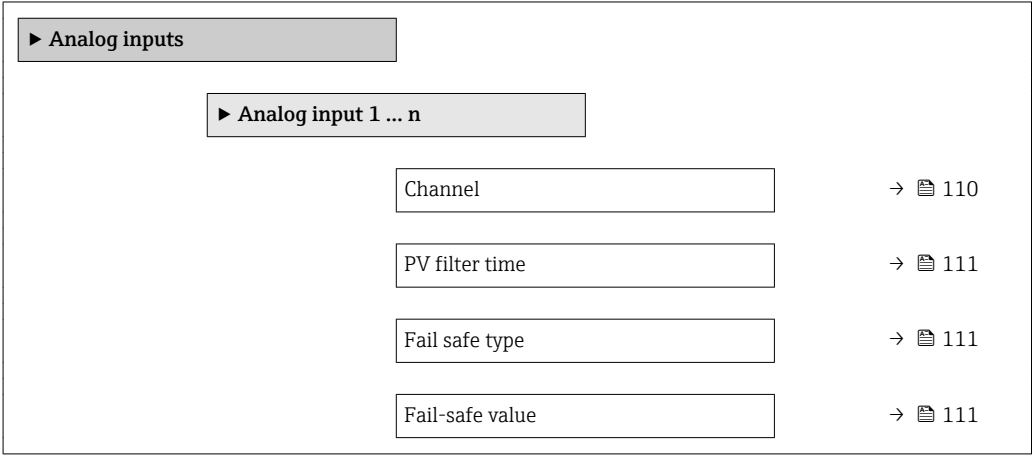 ▶ Analog inputs
▶ Analog input 1 … n
Channel → 🖹 110
PV filter time → 🖹 111
Fail safe type → 🖹 111
Fail-safe value → 🖹 111